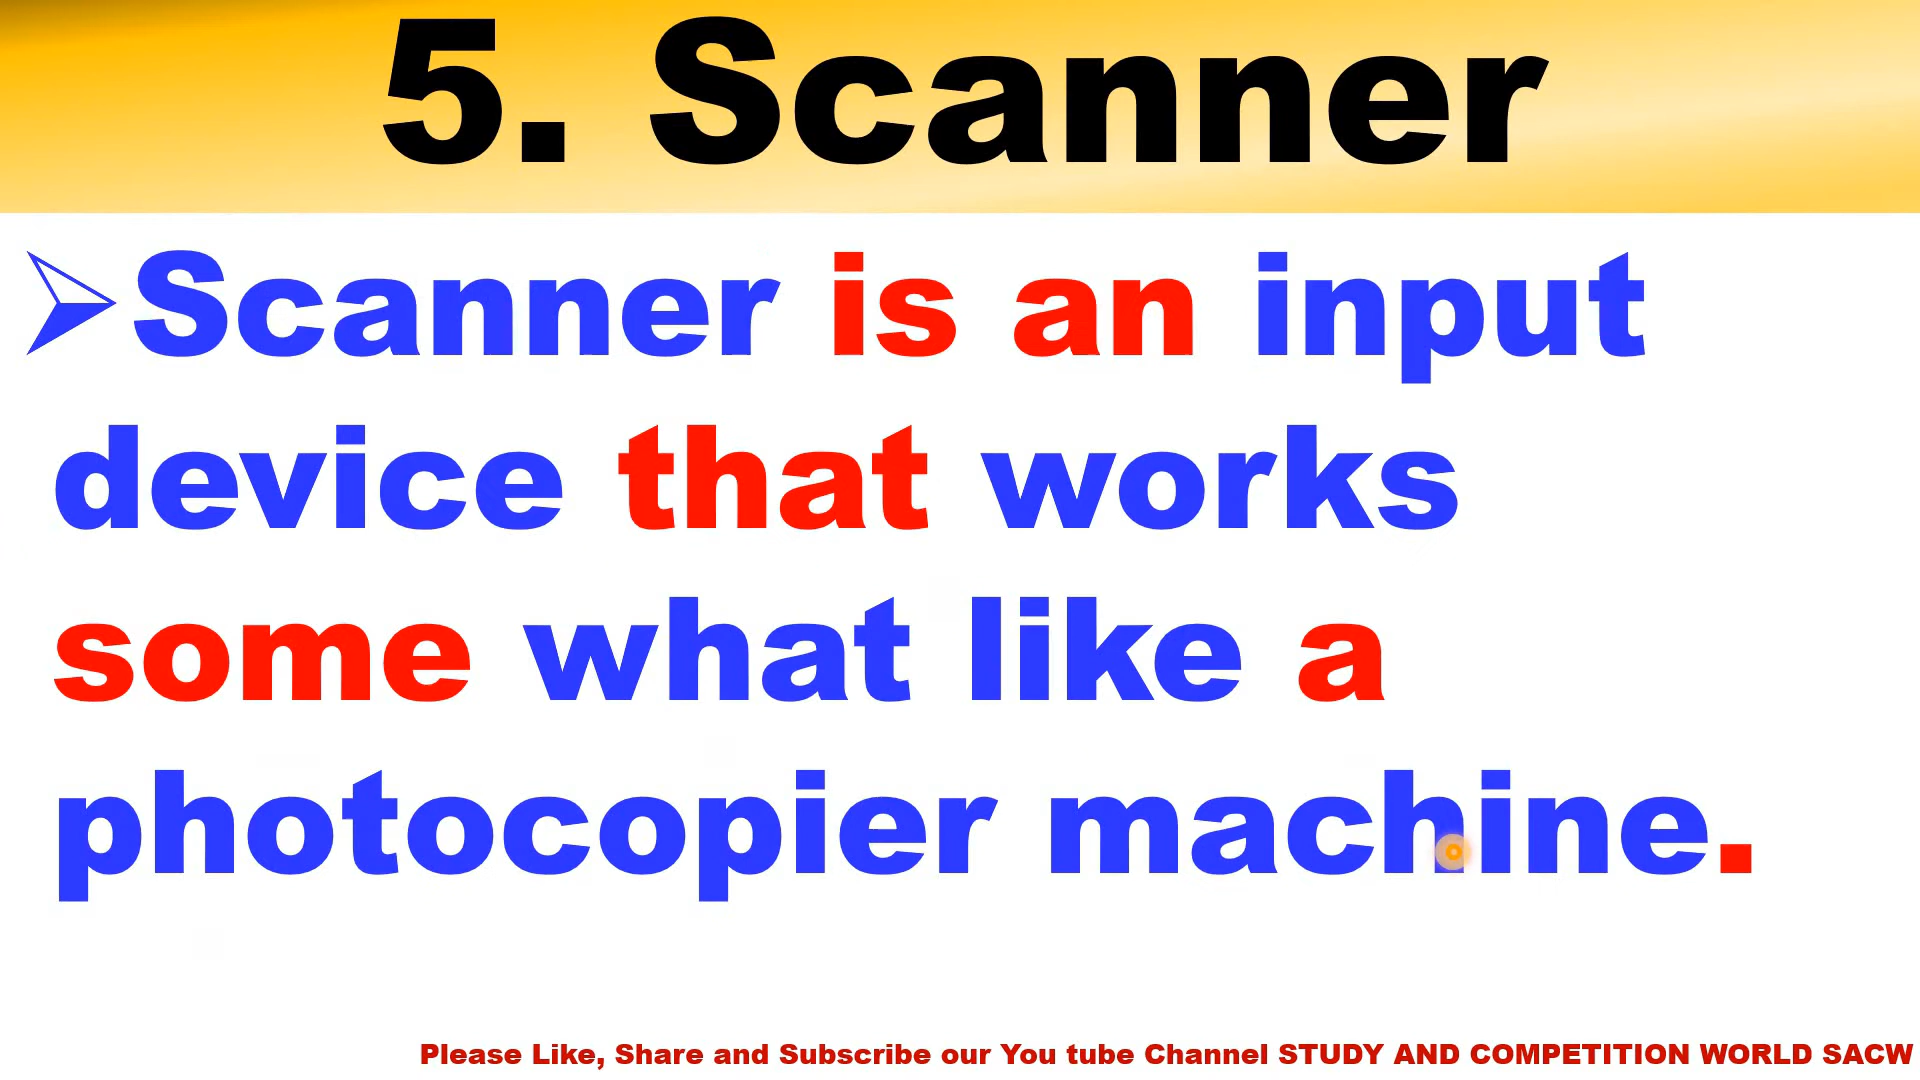 5. Scanner
➢Scanner is an input
device that works
some what like a
photocopier machine.
Please Like, Share and Subscribe our You tube Channel STUDY AND COMPETITION WORLD SACW